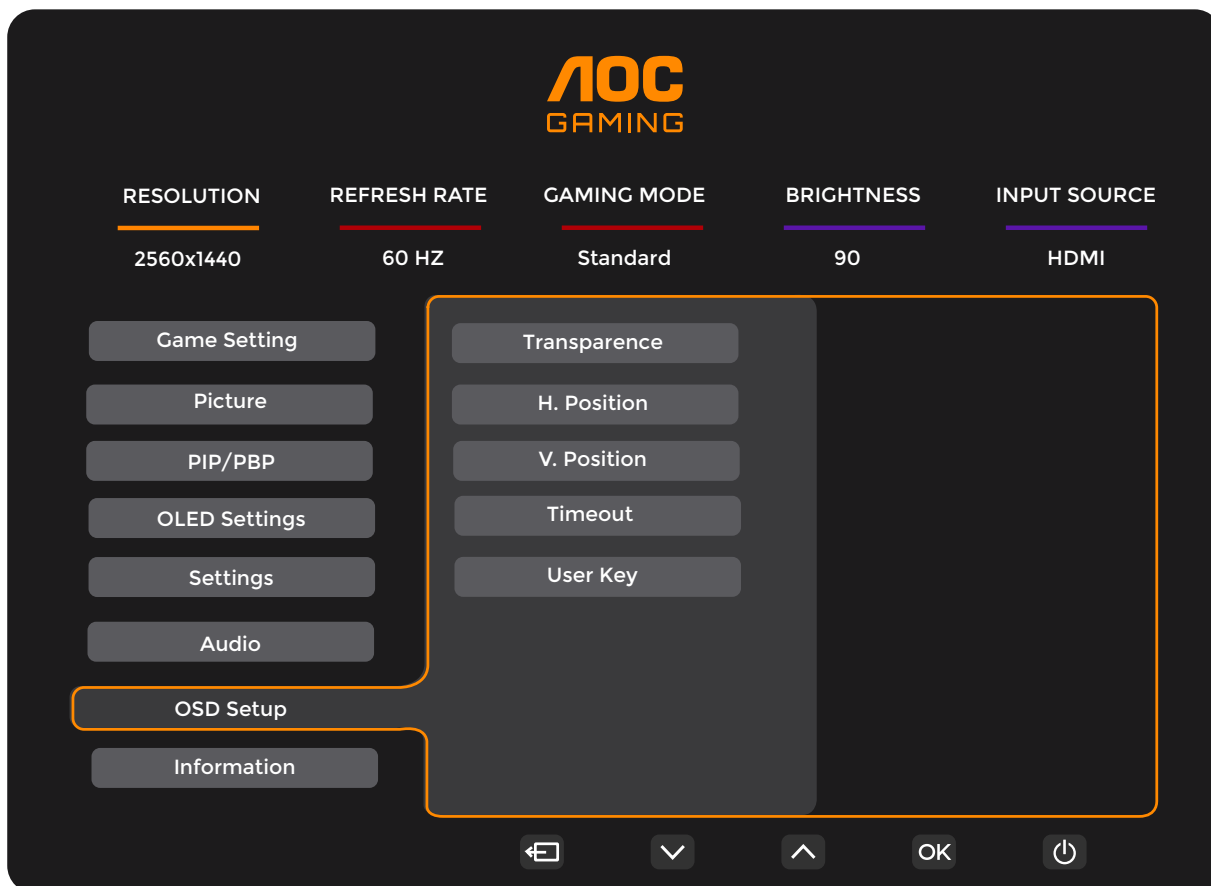 AOC
GAMING
RESOLUTION REFRESH RATE GAMING MODE BRIGHTNESS INPUT SOURCE
2560x1440 60 HZ Standard 90 HDMI
Game Setting
Picture
PIP/PBP
OLED Settings
Settings
Audio
OSD Setup
Information
Transparence
H. Position
V. Position
Timeout
User Key
OK